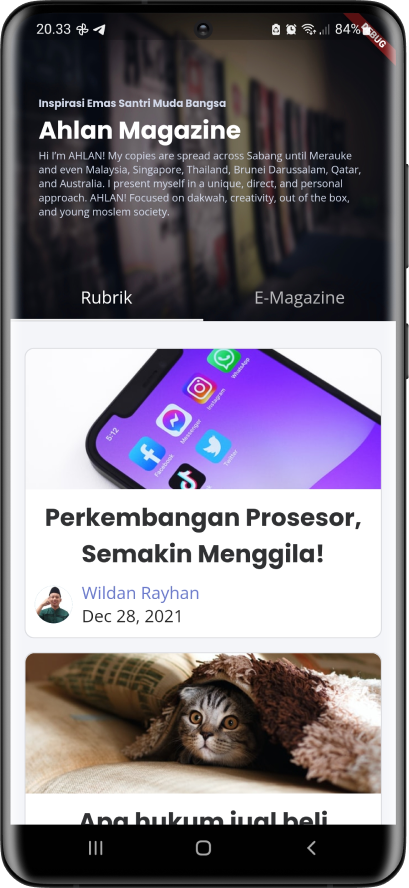 20.33
84%
DEBUG
Inspirasi Emas Santri Muda Bangsa
Ahlan Magazine
Hi I'm AHLAN! My copies are spread across Sabang until Merauke
and even Malaysia, Singapore, Thailand, Brunei Darussalam, Qatar,
and Australia. I present myself in a unique, direct, and personal
approach. AHLAN! Focused on dakwah, creativity, out of the box,
and young moslem society.
Rubrik
E-Magazine
WhatsApp
Instagram
5:12
Messenger
Facebook
Twitter
Perkembangan Prosesor,
Semakin Menggila!
Wildan Rayhan
Dec 28, 2021
Apa hukum jual beli